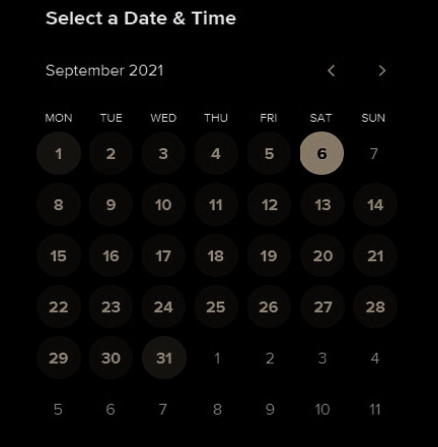 Select a Date & Time
September 2021
MON TUE WED THU FRI SAT SUN
1 2 3 4 5 6 7
8 9 10 11 12 13 14
15 16 17 18 19 20 21
22 23 24 25 26 27 28
29 30 31 1 2 3 4
5 6 7 8 9 10 11